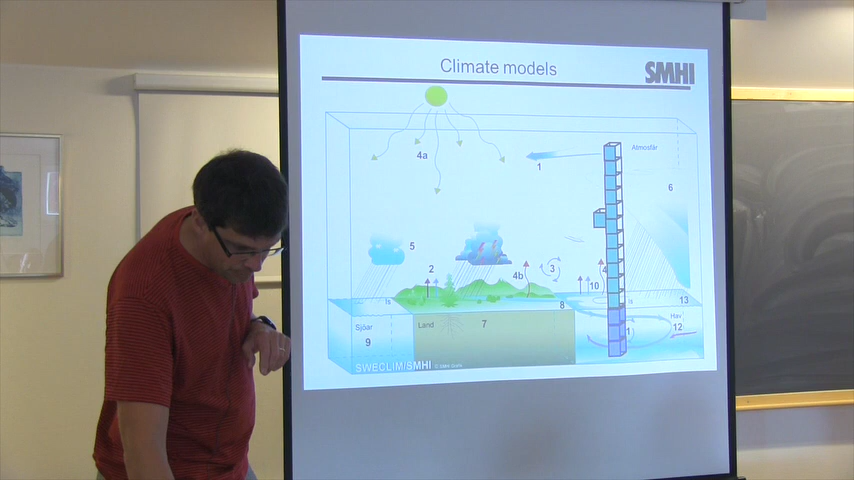 Climate models
SMHI
4a
1
Atmosfär
6
5
2
4b
3
4
10
Is
8
Is
13
Sjöar
9
Land
7
1
Hav
12
SWECLIM/SMHI